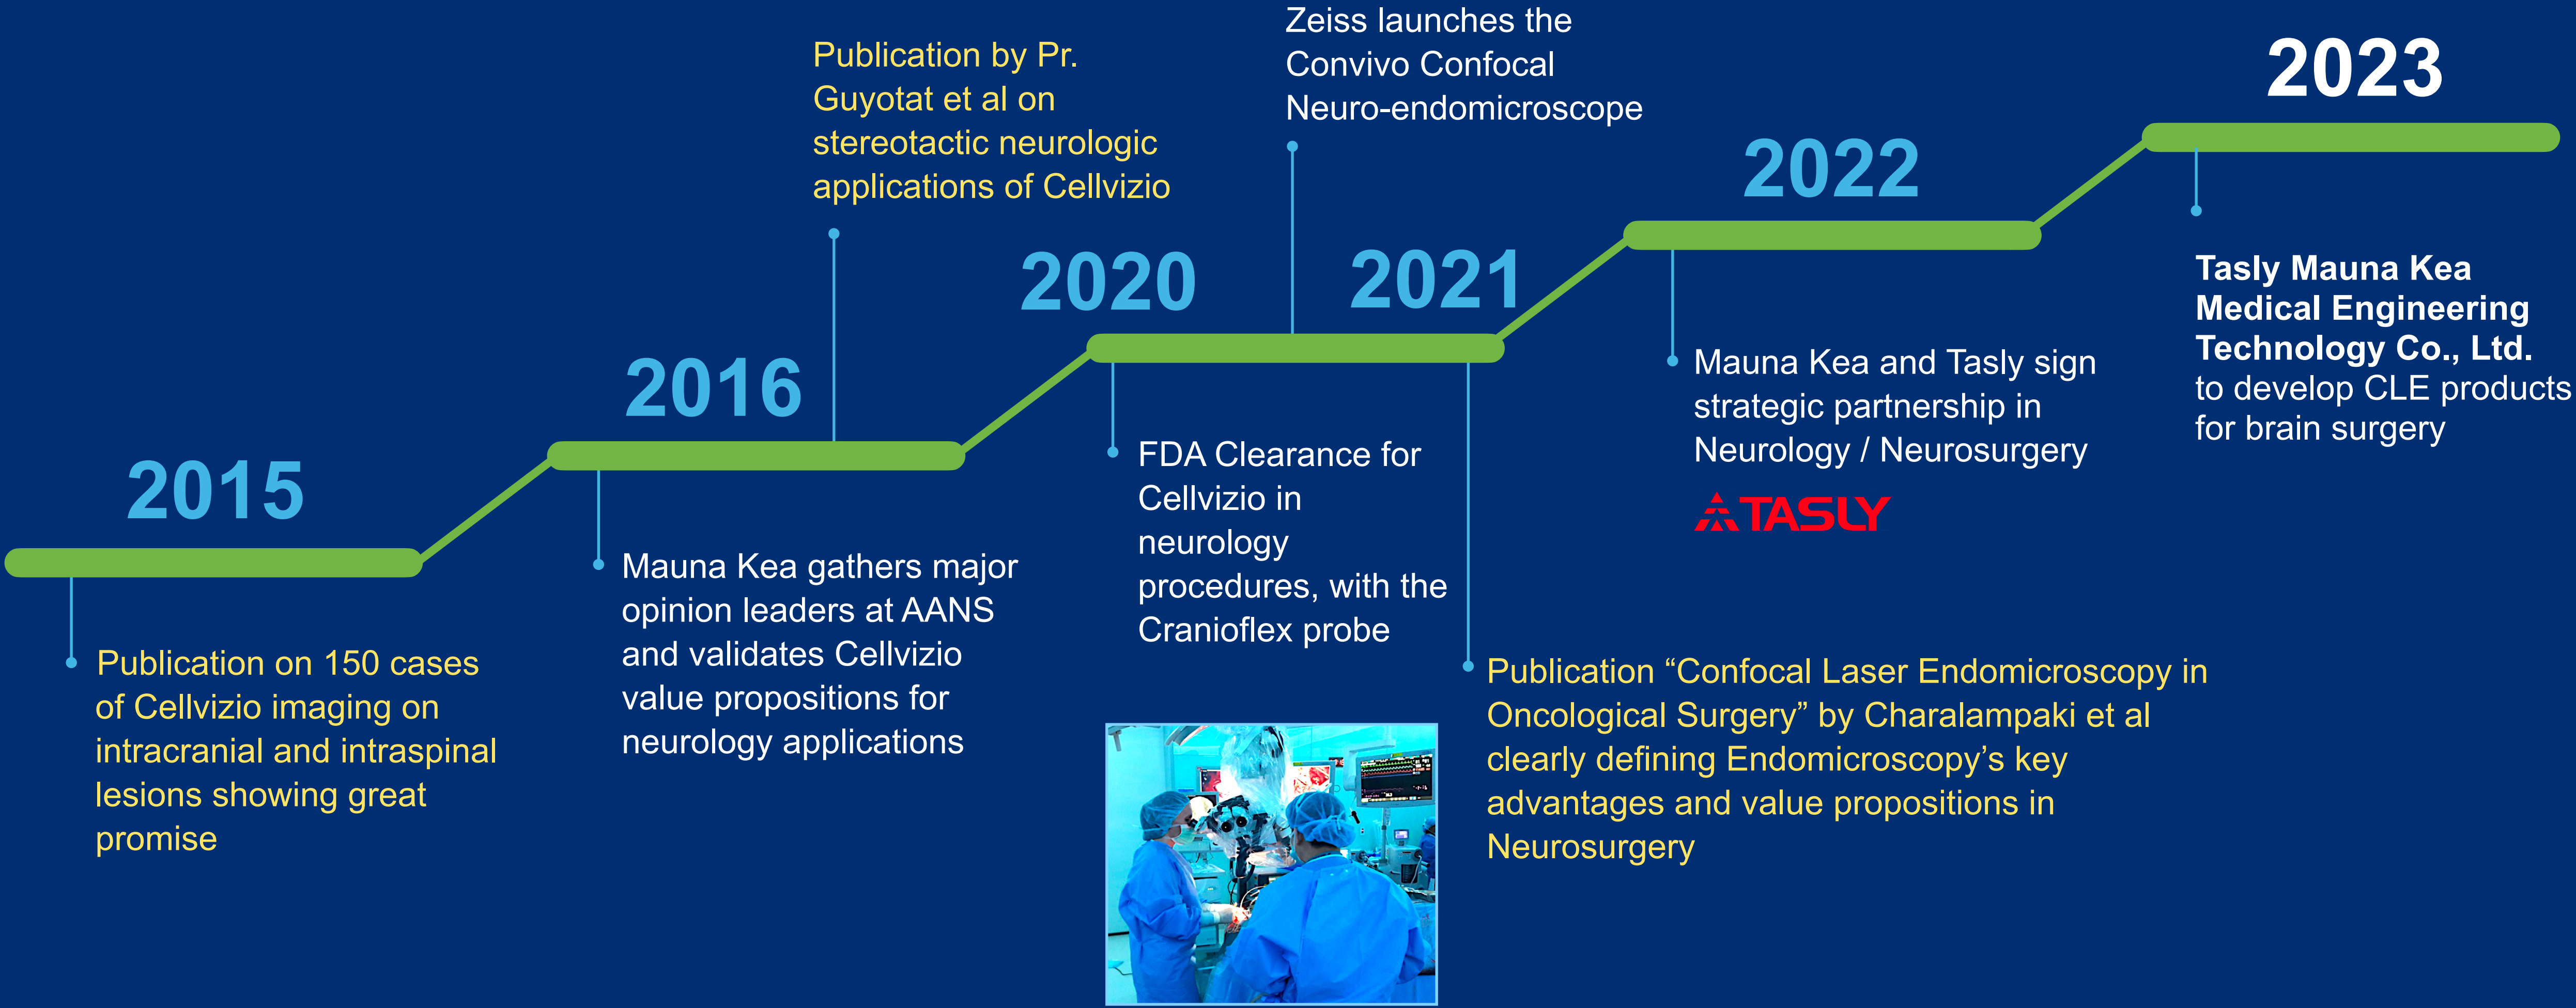 2015
Publication on 150 cases
of Cellvizio imaging on
intracranial and intraspinal
lesions showing great
promise
2016
Mauna Kea gathers major
opinion leaders at AANS
and validates Cellvizio
value propositions for
neurology applications
Publication by Pr.
Guyotat et al on
stereotactic neurologic
applications of Cellvizio
2020
FDA Clearance for
Cellvizio in
neurology
procedures, with the
Cranioflex probe
Zeiss launches the
Convivo Confocal
Neuro-endomicroscope
2021
Publication “Confocal Laser Endomicroscopy in
Oncological Surgery” by Charalampaki et al
clearly defining Endomicroscopy’s key
advantages and value propositions in
Neurosurgery
2022
Mauna Kea and Tasly sign
strategic partnership in
Neurology / Neurosurgery
TASLY
2023
Tasly Mauna Kea
Medical Engineering
Technology Co., Ltd.
to develop CLE products
for brain surgery